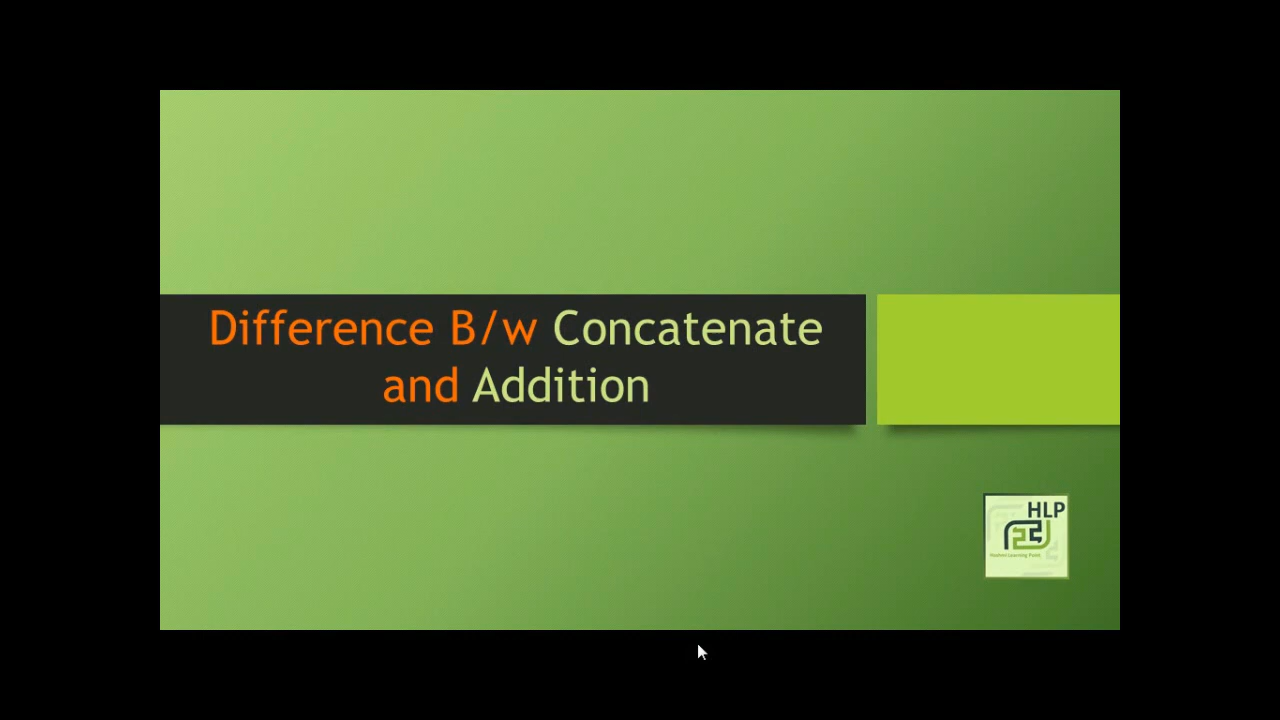 Difference B/w Concatenate
and Addition
HLP